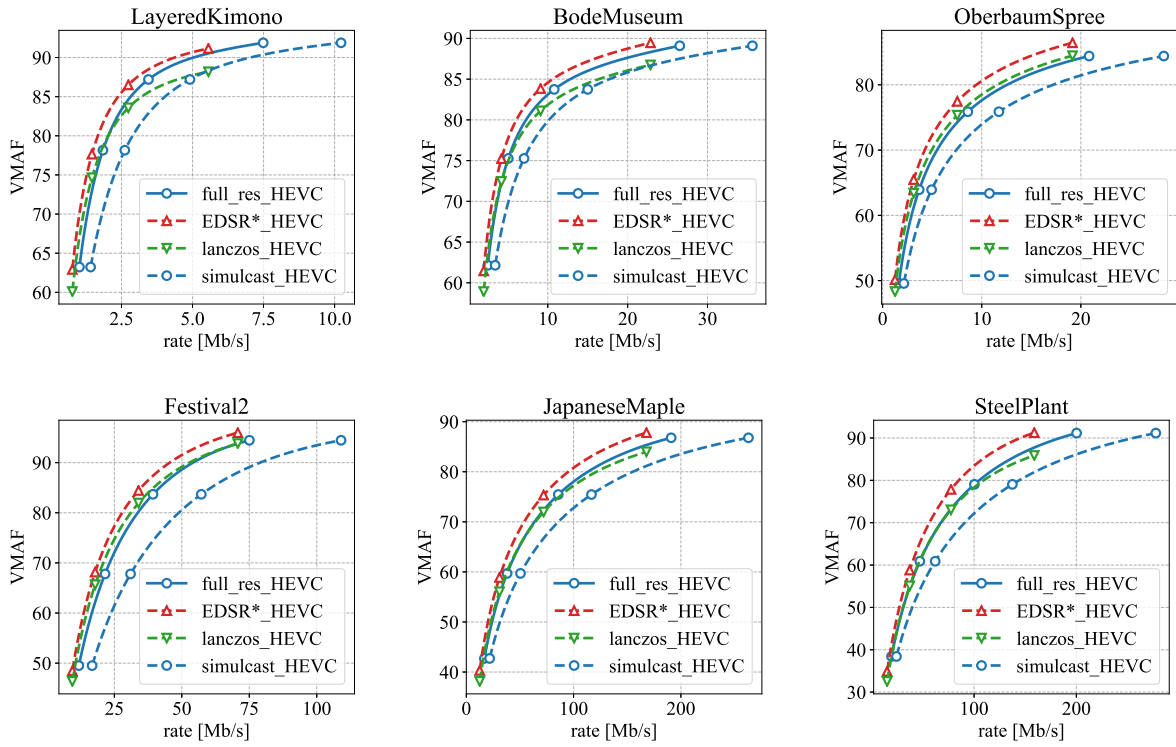 LayeredKimono
VMAF
90
85
80
75
70
65
60
full_res_HEVC
EDSR*_HEVC
lanczos_HEVC
simulcast_HEVC
2.5 5.0 7.5 10.0
rate [Mb/s]
BodeMuseum
VMAF
90
85
80
75
70
65
60
full_res_HEVC
EDSR*_HEVC
lanczos_HEVC
simulcast_HEVC
10 20 30
rate [Mb/s]
OberbaumSpree
VMAF
80
70
60
50
full_res_HEVC
EDSR*_HEVC
lanczos_HEVC
simulcast_HEVC
0 10 20
rate [Mb/s]
Festival2
VMAF
90
80
70
60
50
full_res_HEVC
EDSR*_HEVC
lanczos_HEVC
simulcast_HEVC
25 50 75 100
rate [Mb/s]
JapaneseMaple
VMAF
90
80
70
60
50
40
full_res_HEVC
EDSR*_HEVC
lanczos_HEVC
simulcast_HEVC
0 100 200
rate [Mb/s]
SteelPlant
VMAF
90
80
70
60
50
40
30
full_res_HEVC
EDSR*_HEVC
lanczos_HEVC
simulcast_HEVC
100 200
rate [Mb/s]